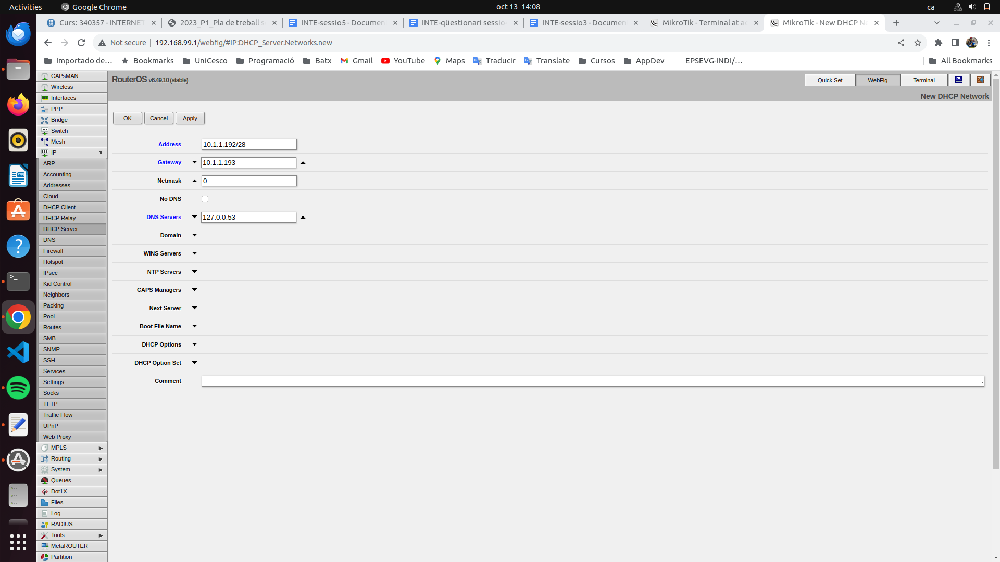 Activities
Google Chrome
oct 13 14:08
ca
Curs: 340357 - INTERNET
2023_P1_Pla de treball s
INTE-sessio5 - Documen
INTE-qüestionari sessio
INTE-sessio3 - Documen
MikroTik - Terminal at a
MikroTik - New DHCP Ne
Not secure
192.168.99.1/webfig/#IP:DHCP_Server.Networks.new
Importado de...
Bookmarks
UniCesco
Programació
Batx
Gmail
YouTube
Maps
Traducir
Translate
Cursos
AppDev
EPSEVG-INDI/...
All Bookmarks
RouterOS v6.49.10 (stable)
Quick Set
WebFig
Terminal
New DHCP Network
CAPsMAN
Wireless
Interfaces
PPP
Bridge
Switch
Mesh
IP
ARP
Accounting
Addresses
Cloud
DHCP Client
DHCP Relay
DHCP Server
DNS
Firewall
Hotspot
IPsec
Kid Control
Neighbors
Packing
Pool
Routes
SMB
SNMP
SSH
Services
Settings
Socks
TFTP
Traffic Flow
UPnP
Web Proxy
MPLS
Routing
System
Queues
Dot1X
Files
Log
RADIUS
Tools
MetaROUTER
Partition
OK
Cancel
Apply
Address 10.1.1.192/28
Gateway 10.1.1.193
Netmask 0
No DNS
DNS Servers 127.0.0.53
Domain
WINS Servers
NTP Servers
CAPS Managers
Next Server
Boot File Name
DHCP Options
DHCP Option Set
Comment